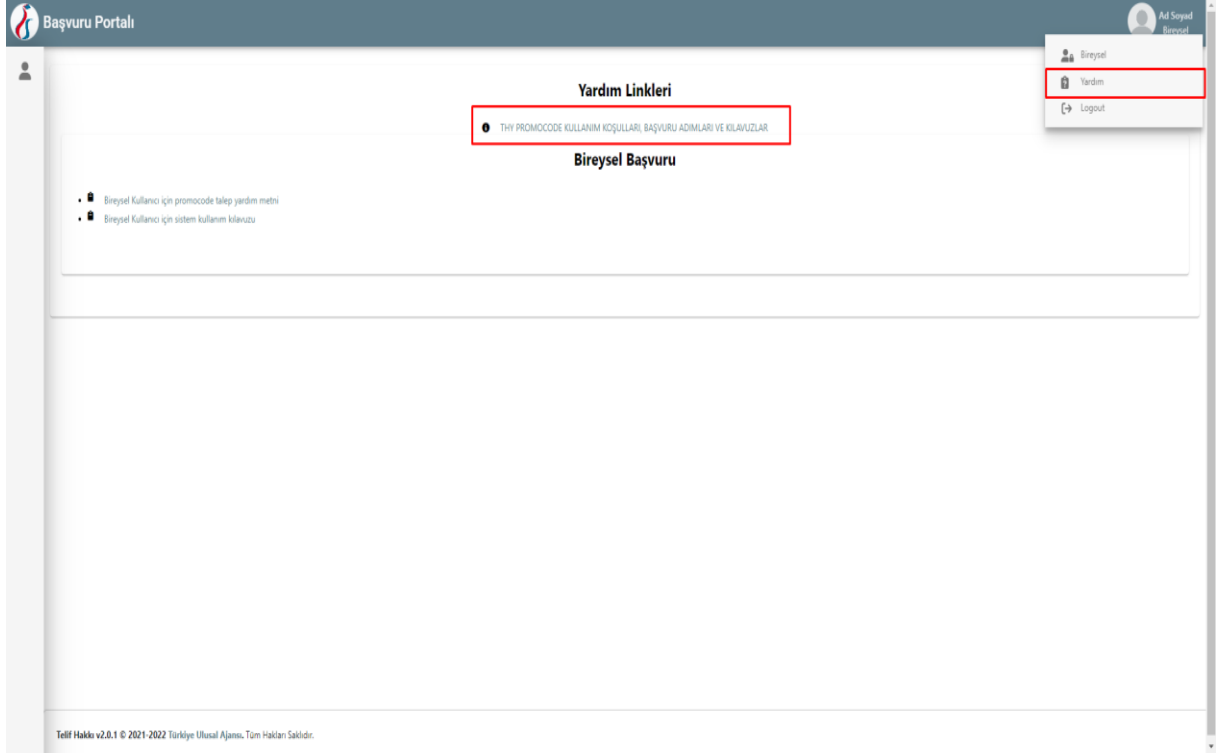 Başvuru Portalı
Ad Soyad
Bireysel
Bireysel
Yardım
Logout
Yardım Linkleri
THY PROMOCODE KULLANIM KOŞULLARI, BAŞVURU ADIMLARI VE KILAVUZLAR
Bireysel Başvuru
Bireysel Kullanıcı için promocode talep yardım metni
Bireysel Kullanıcı için sistem kullanım kılavuzu
Telif Hakkı v2.0.1 © 2021-2022 Türkiye Ulusal Ajansı. Tüm Hakları Saklıdır.